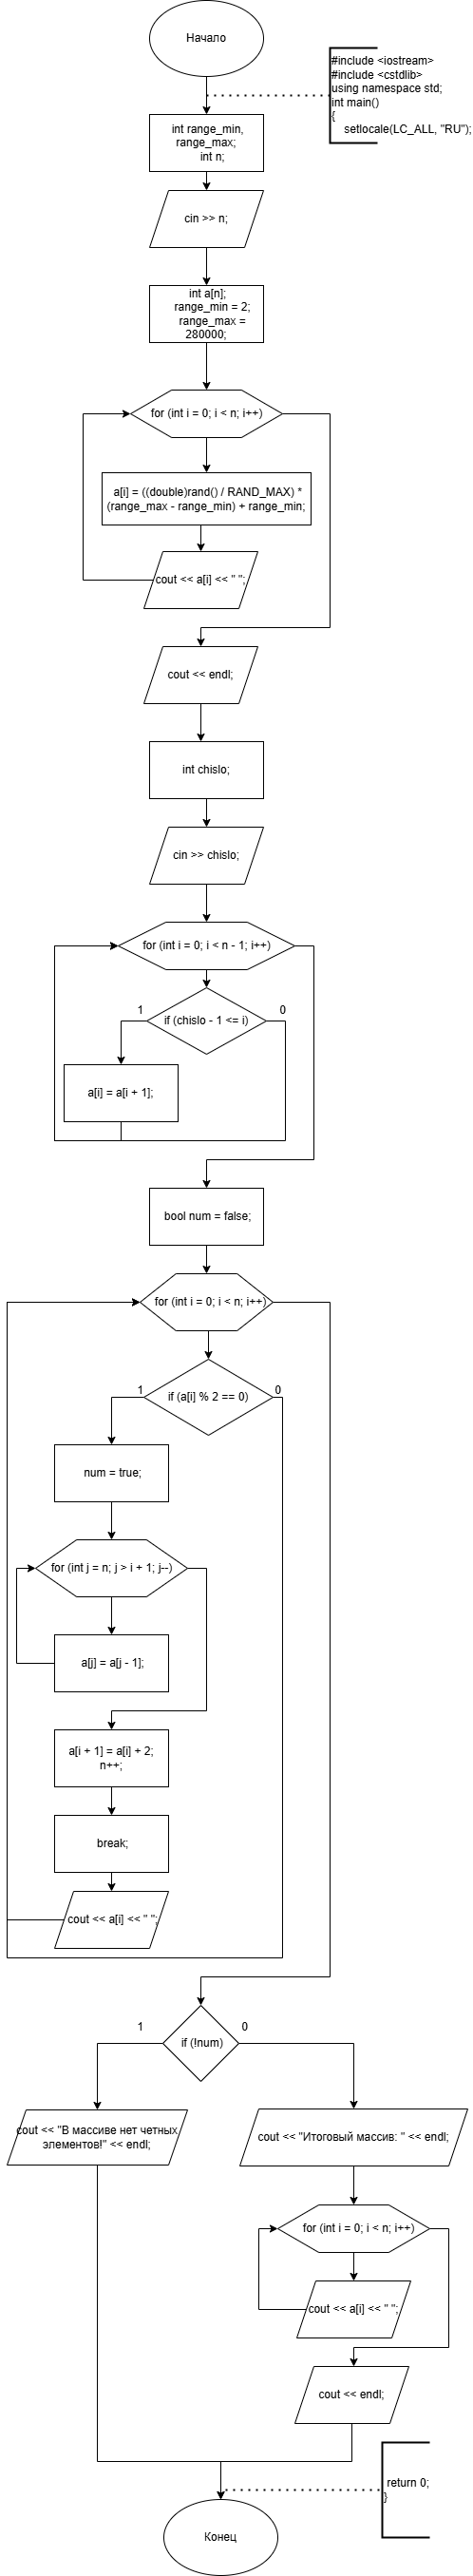 Начало
#include <iostream>
#include <cstdlib>
using namespace std;
int main()
{
setlocale(LC_ALL, "RU");
int range_min,
range_max;
int n;
cin >> n;
int a[n];
range_min = 2;
range_max =
280000;
for (int i = 0; i < n; i++)
a[i] = ((double)rand() / RAND_MAX) *
(range_max - range_min) + range_min;
cout << a[i] << " ";
cout << endl;
int chislo;
cin >> chislo;
for (int i = 0; i < n - 1; i++)
1
0
if (chislo - 1 <= i)
a[i] = a[i + 1];
bool num = false;
for (int i = 0; i < n; i++)
1
0
if (a[i] % 2 == 0)
num = true;
for (int j = n; j > i + 1; j--)
a[j] = a[j - 1];
a[i + 1] = a[i] + 2;
n++;
break;
cout << a[i] << " ";
1
0
if (!num)
cout << "В массиве нет четных
элементов!" << endl;
cout << "Итоговый массив: " << endl;
for (int i = 0; i < n; i++)
cout << a[i] << " ";
cout << endl;
return 0;
}
Конец